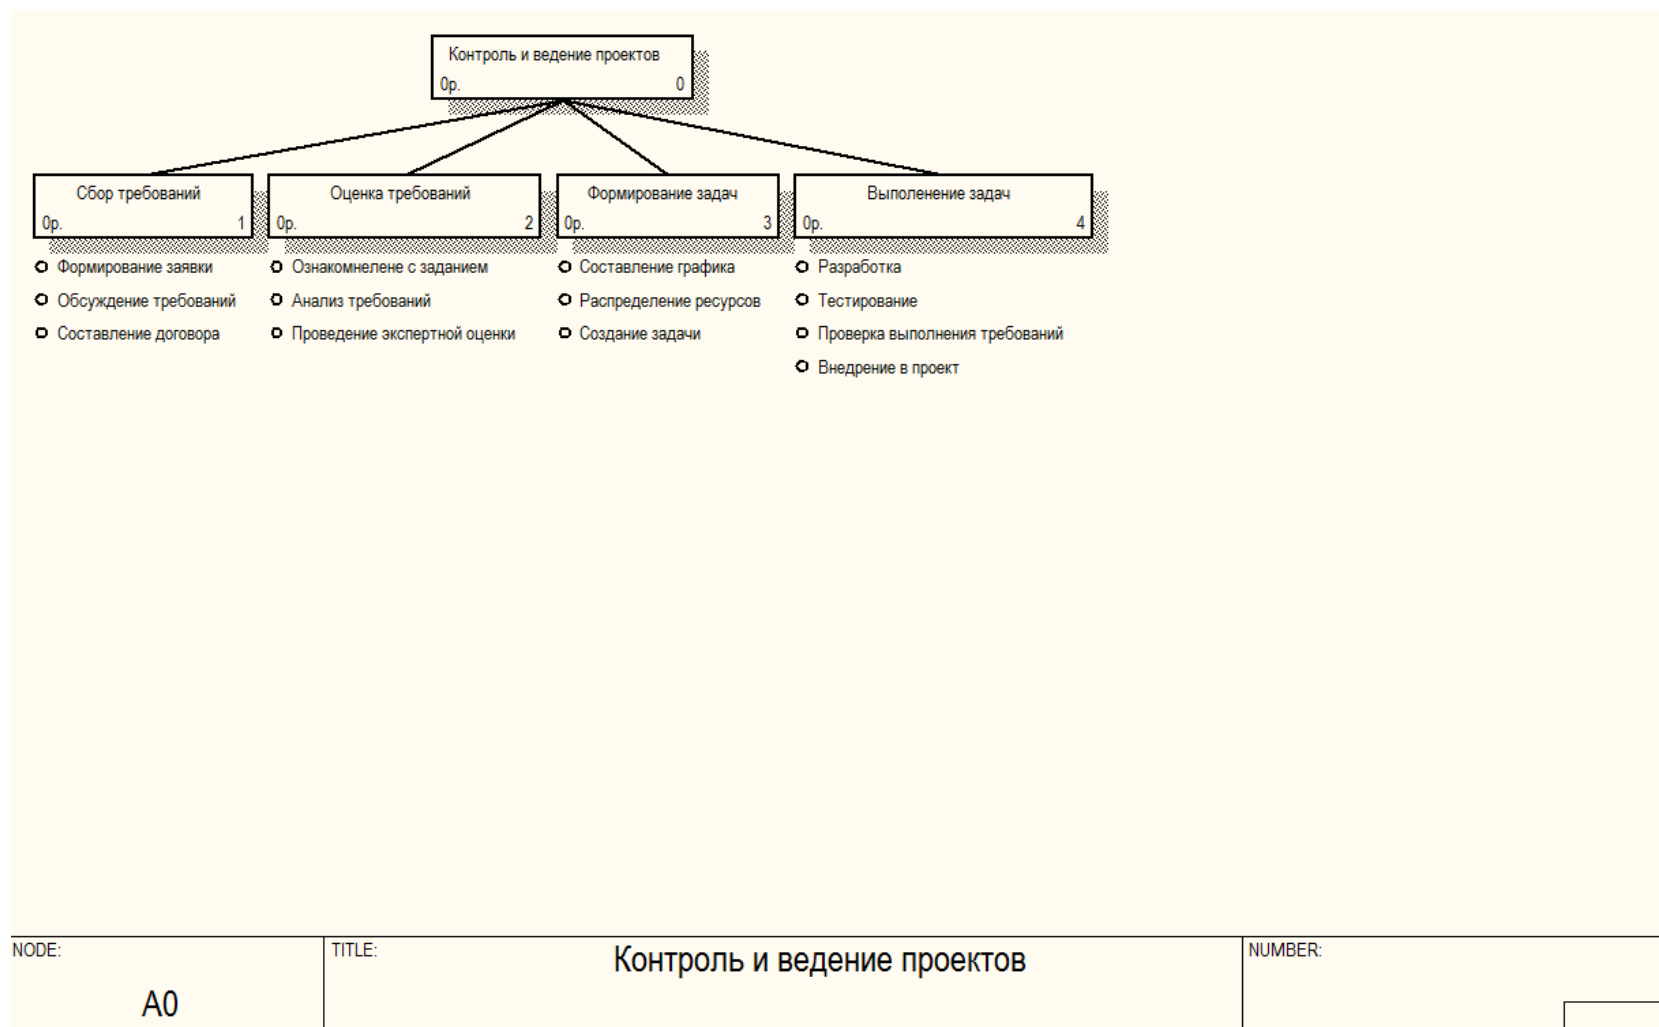 Контроль и ведение проектов
0р. 0
Сбор требований
0р. 1
Оценка требований
0р. 2
Формирование задач
0р. 3
Выполенение задач
0р. 4
Формирование заявки
Обсуждение требований
Составление договора
Ознакомнелене с заданием
Анализ требований
Проведение экспертной оценки
Составление графика
Распределение ресурсов
Создание задачи
Разработка
Тестирование
Проверка выполнения требований
Внедрение в проект
NODE:
A0
TITLE:
Контроль и ведение проектов
NUMBER: